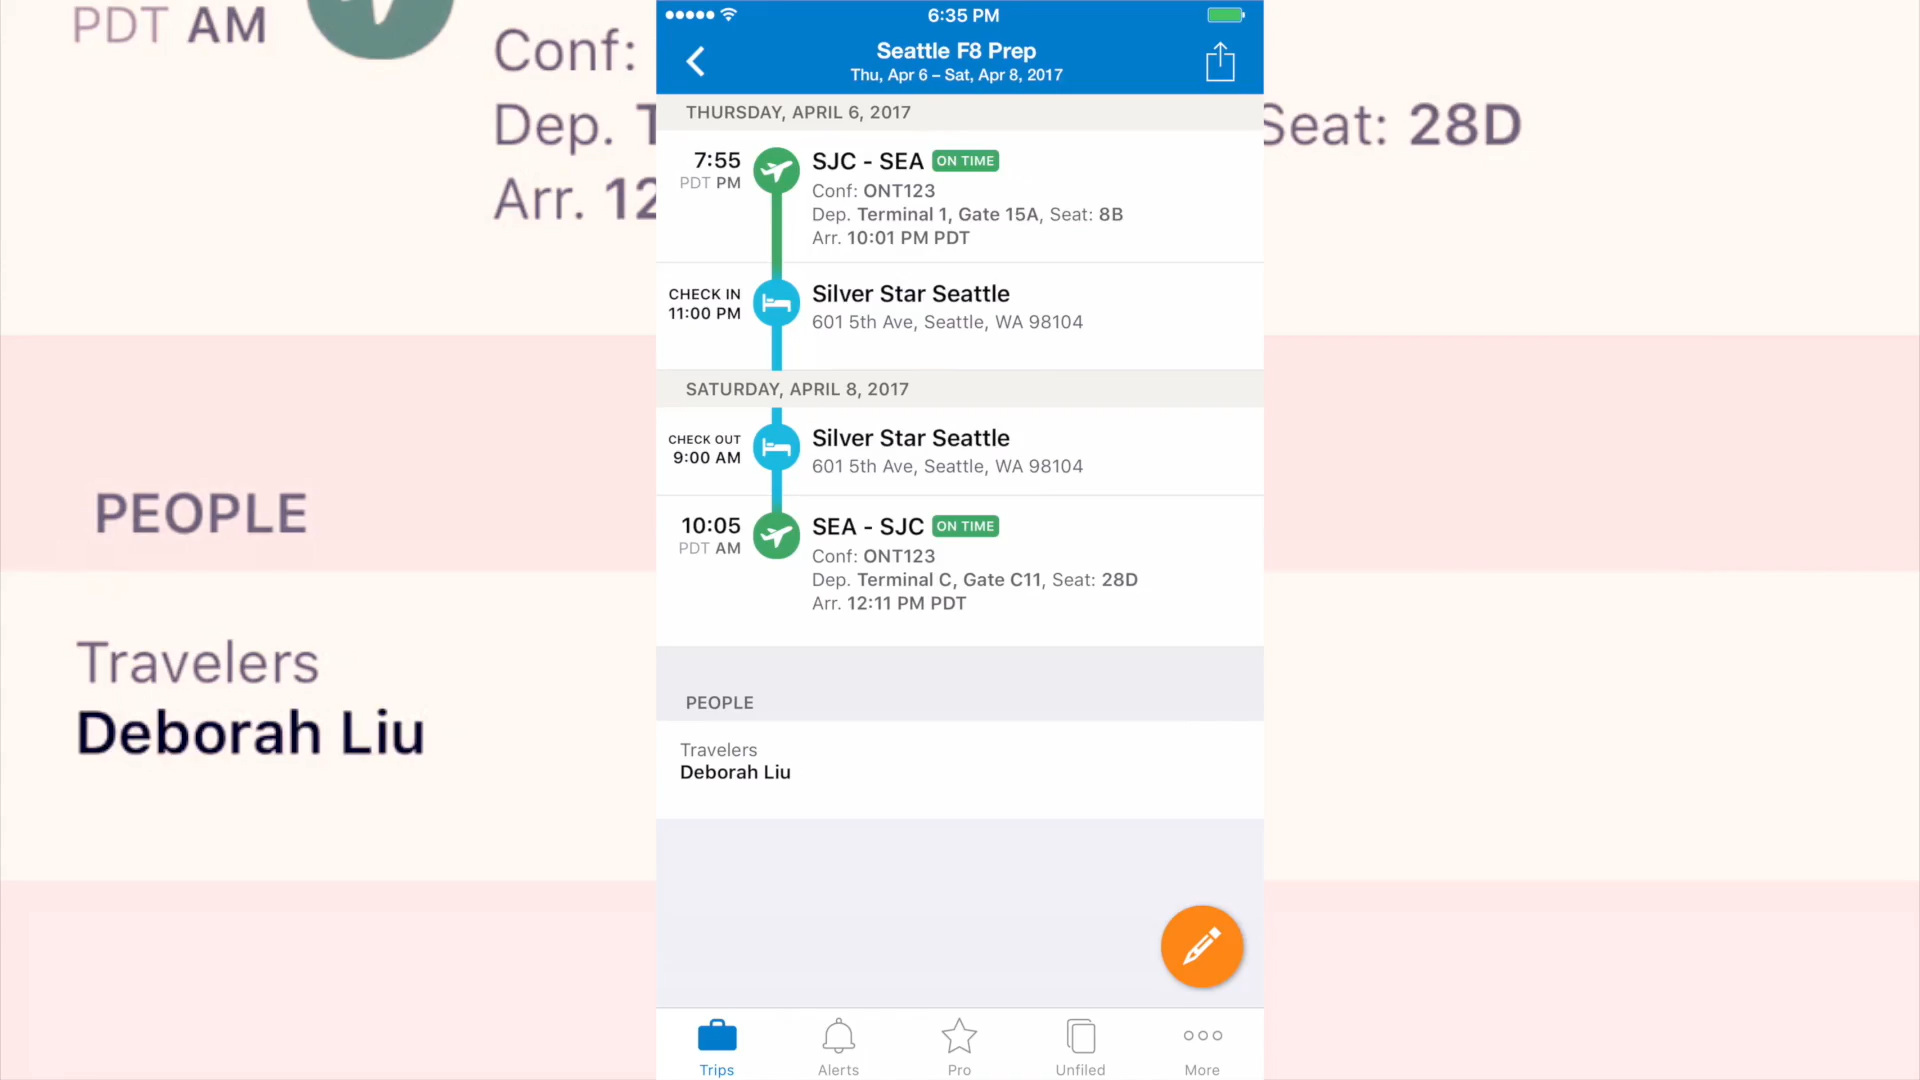 PDT AM
Conf:
Dep.
Arr. 12
Seat: 28D
PEOPLE
Travelers
Deborah Liu
6:35 PM
Seattle F8 Prep
Thu, Apr 6 – Sat, Apr 8, 2017
THURSDAY, APRIL 6, 2017
7:55
PDT PM
SJC - SEA ON TIME
Conf: ONT123
Dep. Terminal 1, Gate 15A, Seat: 8B
Arr. 10:01 PM PDT
CHECK IN
11:00 PM
Silver Star Seattle
601 5th Ave, Seattle, WA 98104
SATURDAY, APRIL 8, 2017
CHECK OUT
9:00 AM
Silver Star Seattle
601 5th Ave, Seattle, WA 98104
10:05
PDT AM
SEA - SJC ON TIME
Conf: ONT123
Dep. Terminal C, Gate C11, Seat: 28D
Arr. 12:11 PM PDT
PEOPLE
Travelers
Deborah Liu
Trips
Alerts
Pro
Unfiled
More